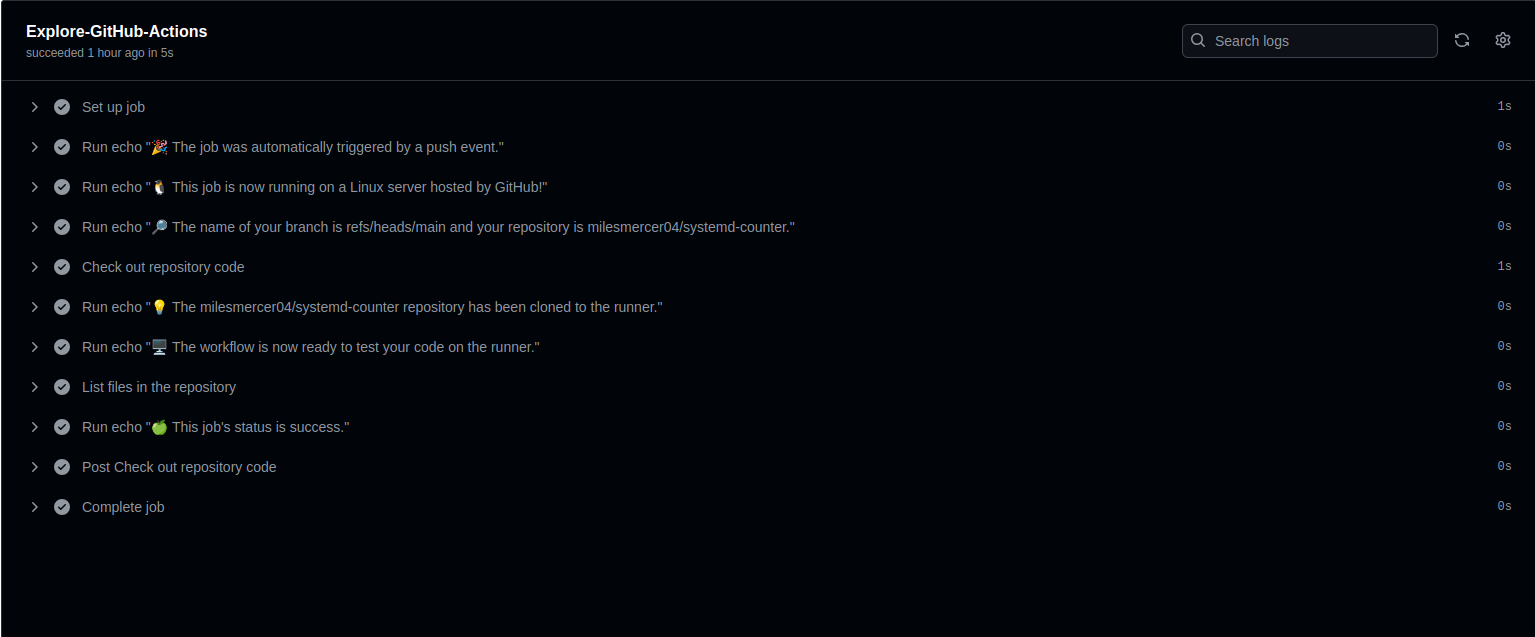 Explore-GitHub-Actions
succeeded 1 hour ago in 5s
Search logs
Set up job 1s
Run echo "🎉 The job was automatically triggered by a push event." 0s
Run echo "🐧 This job is now running on a Linux server hosted by GitHub!" 0s
Run echo "🔎 The name of your branch is refs/heads/main and your repository is milesmercer04/systemd-counter." 0s
Check out repository code 1s
Run echo "💡 The milesmercer04/systemd-counter repository has been cloned to the runner." 0s
Run echo "🖥️ The workflow is now ready to test your code on the runner." 0s
List files in the repository 0s
Run echo "🍏 This job's status is success." 0s
Post Check out repository code 0s
Complete job 0s